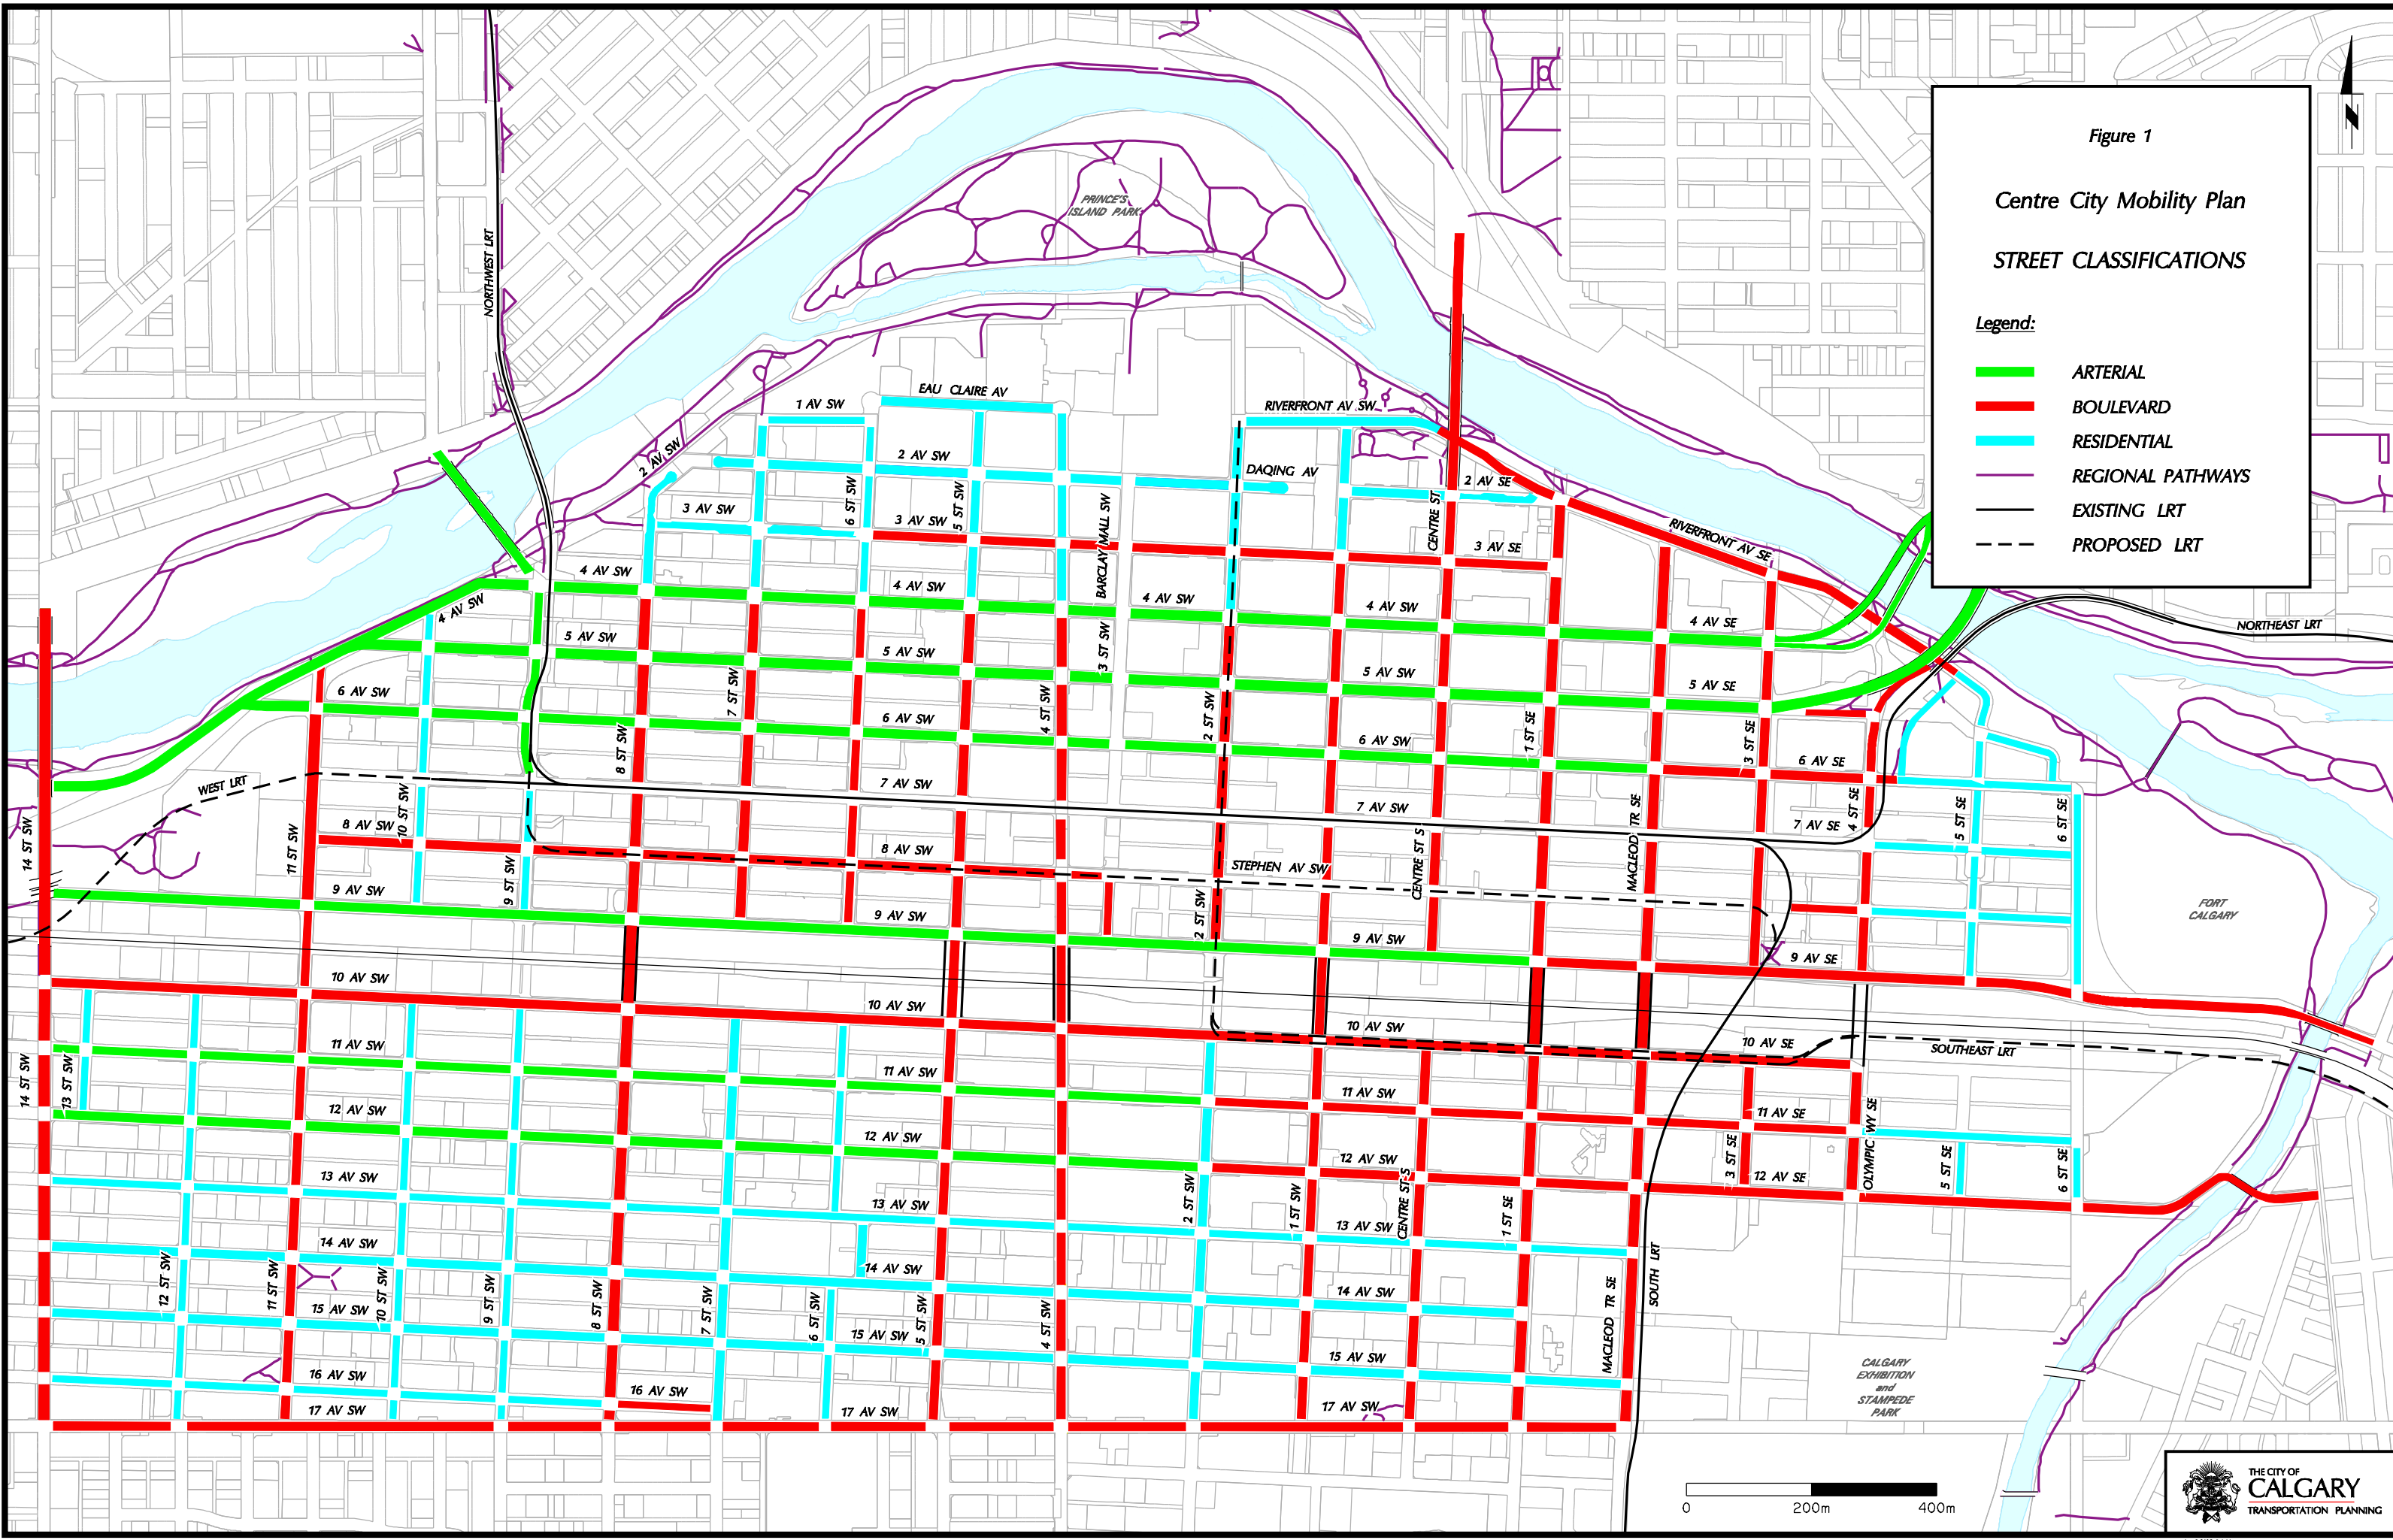 Figure 1
Centre City Mobility Plan
STREET CLASSIFICATIONS
Legend:
ARTERIAL
BOULEVARD
RESIDENTIAL
REGIONAL PATHWAYS
EXISTING LRT
PROPOSED LRT
PRINCE'S
ISLAND PARK
NORTHWEST LRT
EAU CLAIRE AV
1 AV SW
RIVERFRONT AV SW
2 AV SW
2 AV SW
DAQING AV
2 AV SE
6 ST SW
5 ST SW
BARCLAY MALL SW
CENTRE ST
3 AV SW
3 AV SW
3 AV SE
RIVERFRONT AV SE
4 AV SW
4 AV SW
4 AV SW
4 AV SW
4 AV SW
4 AV SE
NORTHEAST LRT
5 AV SW
5 AV SW
3 ST SW
5 AV SW
5 AV SE
6 AV SW
7 ST SW
6 AV SW
4 ST SW
2 ST SW
6 AV SW
1 ST SE
3 ST SE
6 AV SE
8 ST SW
WEST LRT
7 AV SW
7 AV SW
7 AV SE
4 ST SE
5 ST SE
6 ST SE
14 ST SW
11 ST SW
8 AV SW
10 ST SW
8 AV SW
STEPHEN AV SW
CENTRE ST S
MACLEOD TR SE
9 AV SW
9 ST SW
9 AV SW
2 ST SW
9 AV SW
9 AV SE
FORT
CALGARY
10 AV SW
10 AV SW
10 AV SW
10 AV SE
SOUTHEAST LRT
14 ST SW
13 ST SW
11 AV SW
11 AV SW
11 AV SW
11 AV SE
12 AV SW
12 AV SW
12 AV SW
3 ST SE
12 AV SE
OLYMPIC WY SE
5 ST SE
6 ST SE
13 AV SW
13 AV SW
2 ST SW
1 ST SW
13 AV SW
CENTRE ST S
1 ST SE
14 AV SW
14 AV SW
14 AV SW
SOUTH LRT
12 ST SW
11 ST SW
10 ST SW
9 ST SW
8 ST SW
7 ST SW
6 ST SW
5 ST SW
4 ST SW
MACLEOD TR SE
15 AV SW
15 AV SW
15 AV SW
16 AV SW
16 AV SW
17 AV SW
17 AV SW
17 AV SW
CALGARY
EXHIBITION
and
STAMPEDE
PARK
0 200m 400m
THE CITY OF
CALGARY
TRANSPORTATION PLANNING